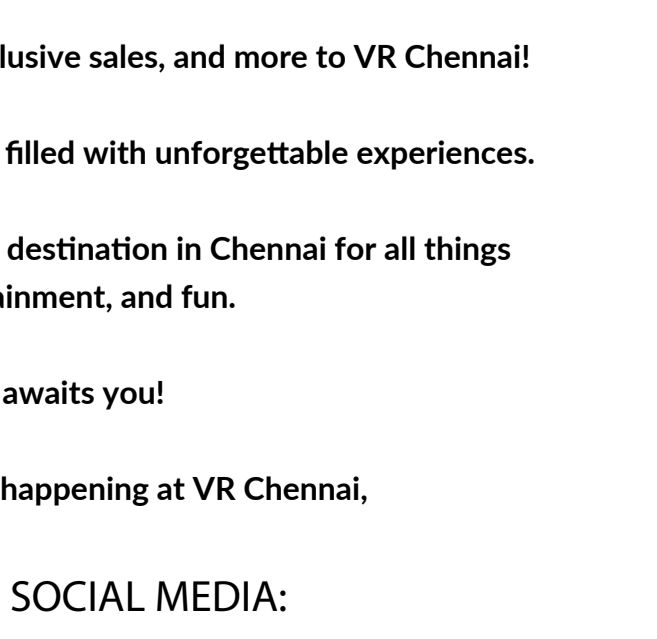 lusive sales, and more to VR Chennai!
filled with unforgettable experiences.
destination in Chennai for all things
ainment, and fun.
awaits you!
happening at VR Chennai,
SOCIAL MEDIA: